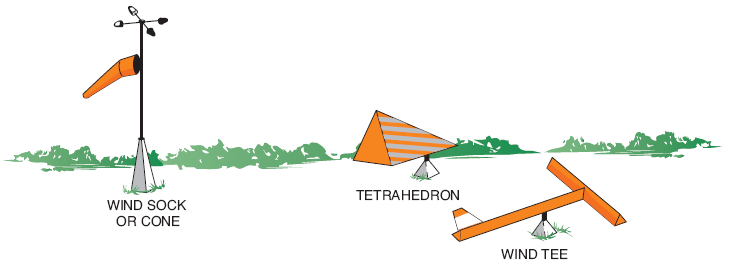 WIND SOCK
OR CONE
TETRAHEDRON
WIND TEE